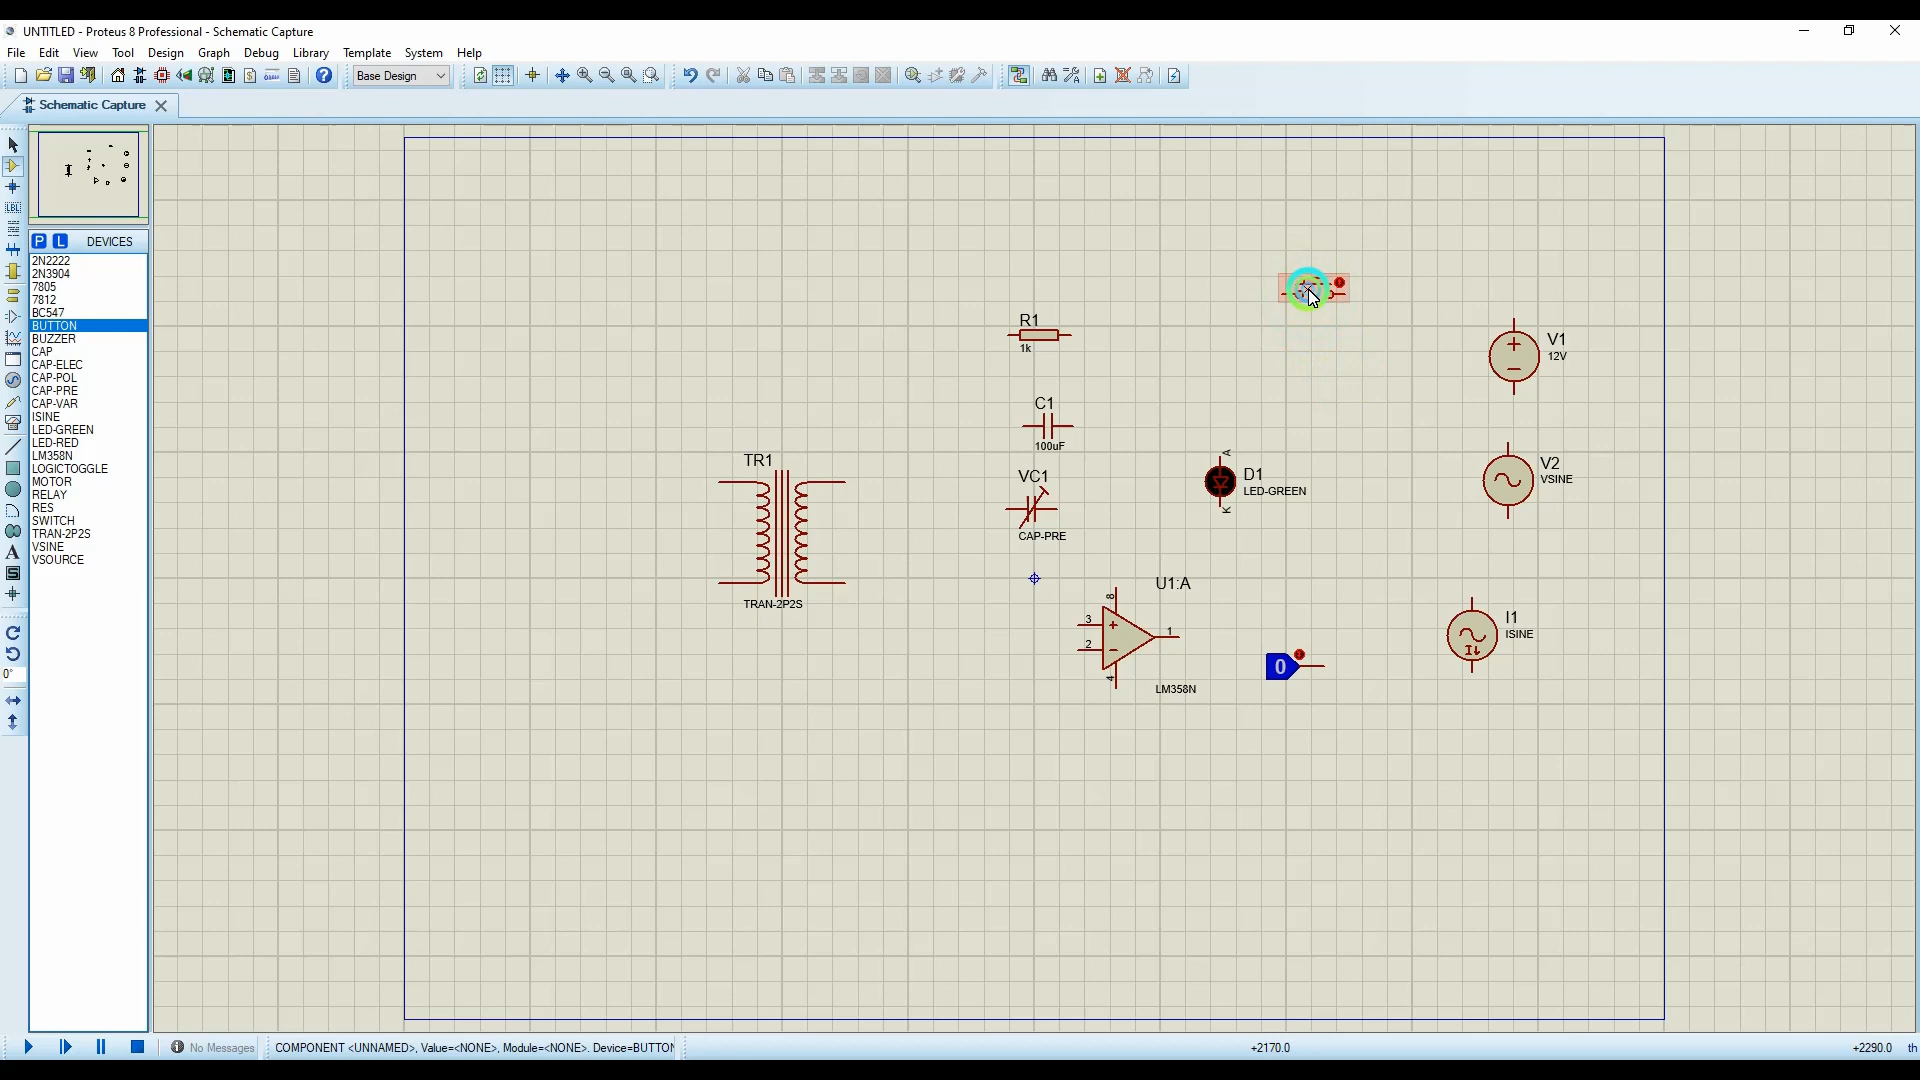 UNTITLED - Proteus 8 Professional - Schematic Capture
File Edit View Tool Design Graph Debug Library Template System Help
Base Design
Schematic Capture
P L DEVICES
2N2222
2N3904
7805
7812
BC547
BUTTON
BUZZER
CAP
CAP-ELEC
CAP-POL
CAP-PRE
CAP-VAR
ISINE
LED-GREEN
LED-RED
LM358N
LOGICTOGGLE
MOTOR
RELAY
RES
SWITCH
TRAN-2P2S
VSINE
VSOURCE
LBL
A
S
0°
R1
1k
V1
12V
C1
100uF
TR1
TRAN-2P2S
VC1
CAP-PRE
A
D1
LED-GREEN
K
V2
VSINE
U1:A
8
3
2
1
4
LM358N
0
I1
ISINE
No Messages
COMPONENT <UNNAMED>, Value=<NONE>, Module=<NONE>. Device=BUTTON
+2170.0
+2290.0
th